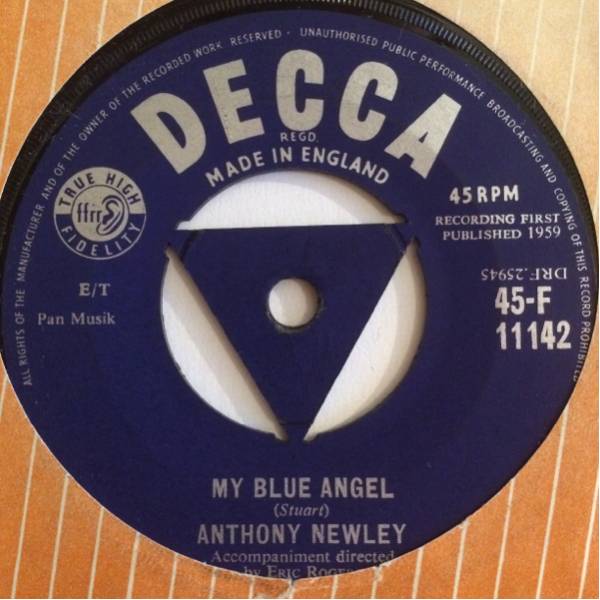 ALL RIGHTS OF THE MANUFACTURER AND OF THE OWNER OF THE RECORDED WORK RESERVED · UNAUTHORISED PUBLIC PERFORMANCE BROADCASTING AND COPYING OF THIS RECORD PROHIBITED
DECCA
REGD.
MADE IN ENGLAND
TRUE HIGH
ffrr
FIDELITY
45 RPM
RECORDING FIRST
PUBLISHED 1959
DRF.25945
E/T
Pan Musik
45-F
11142
MY BLUE ANGEL
(Stuart)
ANTHONY NEWLEY
Accompaniment directed
by ERIC